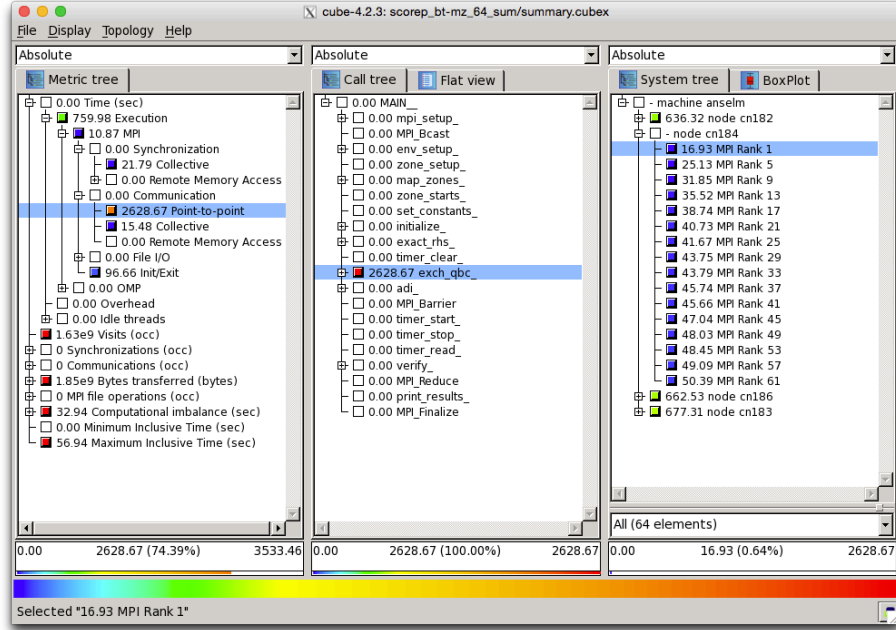 cube-4.2.3: scorep_bt-mz_64_sum/summary.cubex
File Display Topology Help
Absolute
Metric tree
0.00 Time (sec)
759.98 Execution
10.87 MPI
0.00 Synchronization
21.79 Collective
0.00 Remote Memory Access
0.00 Communication
2628.67 Point-to-point
15.48 Collective
0.00 Remote Memory Access
0.00 File I/O
96.66 Init/Exit
0.00 OMP
0.00 Overhead
0.00 Idle threads
1.63e9 Visits (occ)
0 Synchronizations (occ)
0 Communications (occ)
1.85e9 Bytes transferred (bytes)
0 MPI file operations (occ)
32.94 Computational imbalance (sec)
0.00 Minimum Inclusive Time (sec)
56.94 Maximum Inclusive Time (sec)
0.00 2628.67 (74.39%) 3533.46
Absolute
Call tree Flat view
0.00 MAIN__
0.00 mpi_setup_
0.00 MPI_Bcast
0.00 env_setup_
0.00 zone_setup_
0.00 map_zones_
0.00 zone_starts_
0.00 set_constants_
0.00 initialize_
0.00 exact_rhs_
0.00 timer_clear_
2628.67 exch_qbc_
0.00 adi_
0.00 MPI_Barrier
0.00 timer_start_
0.00 timer_stop_
0.00 timer_read_
0.00 verify_
0.00 MPI_Reduce
0.00 print_results_
0.00 MPI_Finalize
0.00 2628.67 (100.00%) 2628.67
Absolute
System tree BoxPlot
- machine anselm
636.32 node cn182
- node cn184
16.93 MPI Rank 1
25.13 MPI Rank 5
31.85 MPI Rank 9
35.52 MPI Rank 13
38.74 MPI Rank 17
40.73 MPI Rank 21
41.67 MPI Rank 25
43.75 MPI Rank 29
43.79 MPI Rank 33
45.74 MPI Rank 37
45.66 MPI Rank 41
47.04 MPI Rank 45
48.03 MPI Rank 49
48.45 MPI Rank 53
49.09 MPI Rank 57
50.39 MPI Rank 61
662.53 node cn186
677.31 node cn183
All (64 elements)
0.00 16.93 (0.64%) 2628.67
Selected "16.93 MPI Rank 1"